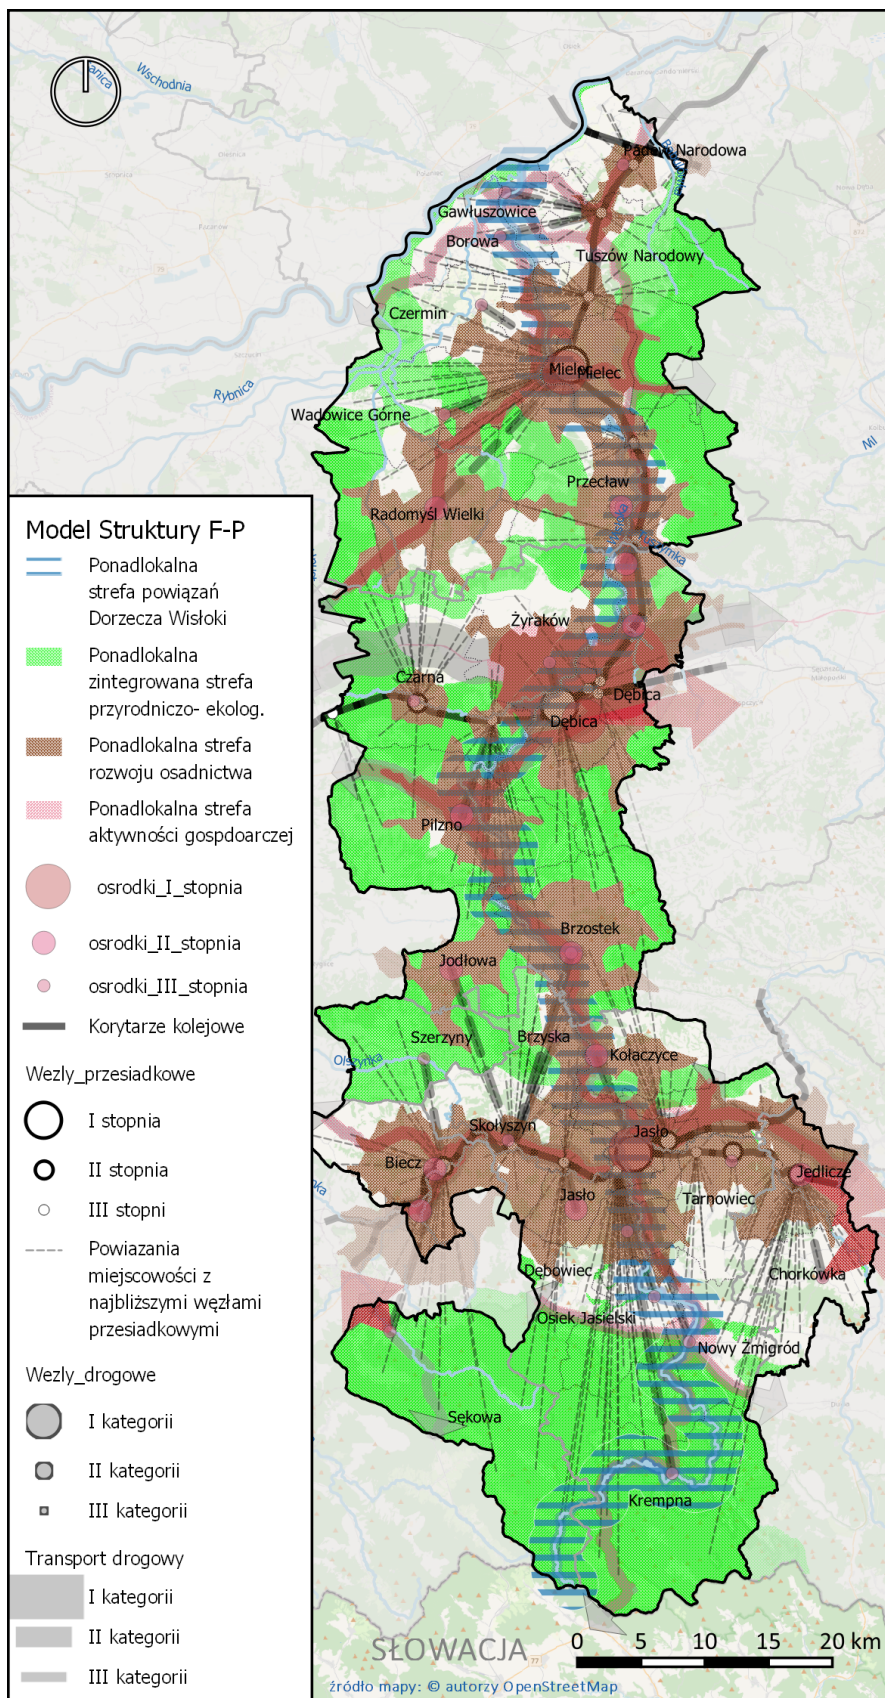 Wschodnia
Padew Narodowa
Gawłuszowice
Borowa
Tuszów Narodowy
Czermin
Rybnica
Mielec
Mielec
Wadowice Górne
Przecław
Radomyśl Wielki
Żyraków
Czarna
Dębica
Dębica
Pilzno
Brzostek
Jodłowa
Szerzyny
Brzyska
Kołaczyce
Olszynka
Skołyszyn
Jasło
Biecz
Jedlicze
Jasło
Tarnowiec
Dębowiec
Chorkówka
Osiek Jasielski
Nowy Żmigród
Sękowa
Krempna
Model Struktury F-P
Ponadlokalna
strefa powiązań
Dorzecza Wisłoki
Ponadlokalna
zintegrowana strefa
przyrodniczo- ekolog.
Ponadlokalna strefa
rozwoju osadnictwa
Ponadlokalna strefa
aktywności gospdoarczej
osrodki_I_stopnia
osrodki_II_stopnia
osrodki_III_stopnia
Korytarze kolejowe
Wezly_przesiadkowe
I stopnia
II stopnia
III stopni
Powiazania
miejscowości z
najbliższymi węzłami
przesiadkowymi
Wezly_drogowe
I kategorii
II kategorii
III kategorii
Transport drogowy
I kategorii
II kategorii
III kategorii
SŁOWACJA
0 5 10 15 20 km
źródło mapy: © autorzy OpenStreetMap